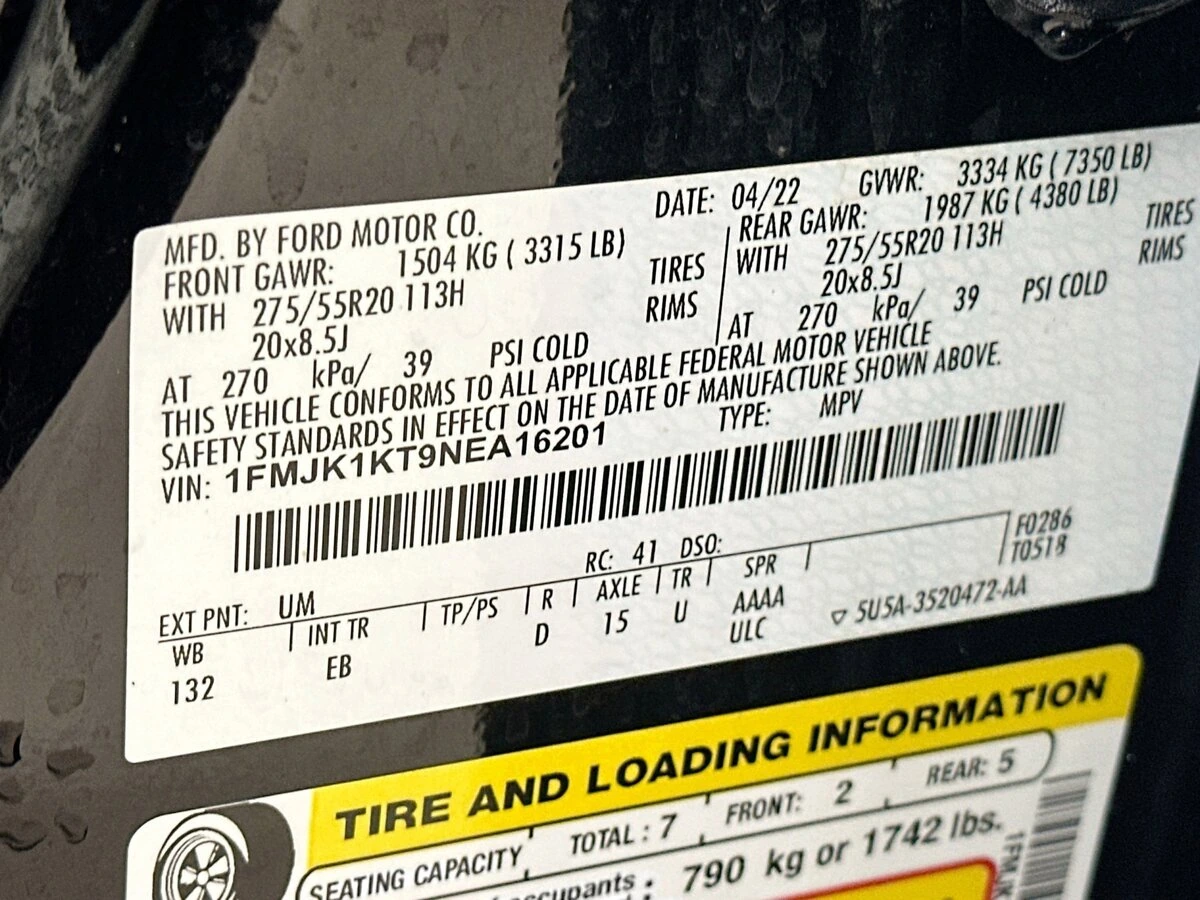 MFD. BY FORD MOTOR CO. DATE: 04/22 GVWR: 3334 KG ( 7350 LB)
FRONT GAWR: 1504 KG ( 3315 LB) REAR GAWR: 1987 KG ( 4380 LB)
WITH 275/55R20 113H TIRES WITH 275/55R20 113H TIRES
20x8.5J RIMS 20x8.5J RIMS
AT 270 kPa/ 39 PSI COLD AT 270 kPa/ 39 PSI COLD
THIS VEHICLE CONFORMS TO ALL APPLICABLE FEDERAL MOTOR VEHICLE
SAFETY STANDARDS IN EFFECT ON THE DATE OF MANUFACTURE SHOWN ABOVE.
VIN: 1FMJK1KT9NEA16201 TYPE: MPV
EXT PNT: UM RC: 41 DSO: F0286
WB INT TR TP/PS R AXLE TR SPR T0518
132 EB D 15 U AAAA
ULC 5U5A-3520472-AA
TIRE AND LOADING INFORMATION
SEATING CAPACITY TOTAL : 7 FRONT: 2 REAR: 5
790 kg or 1742 lbs.